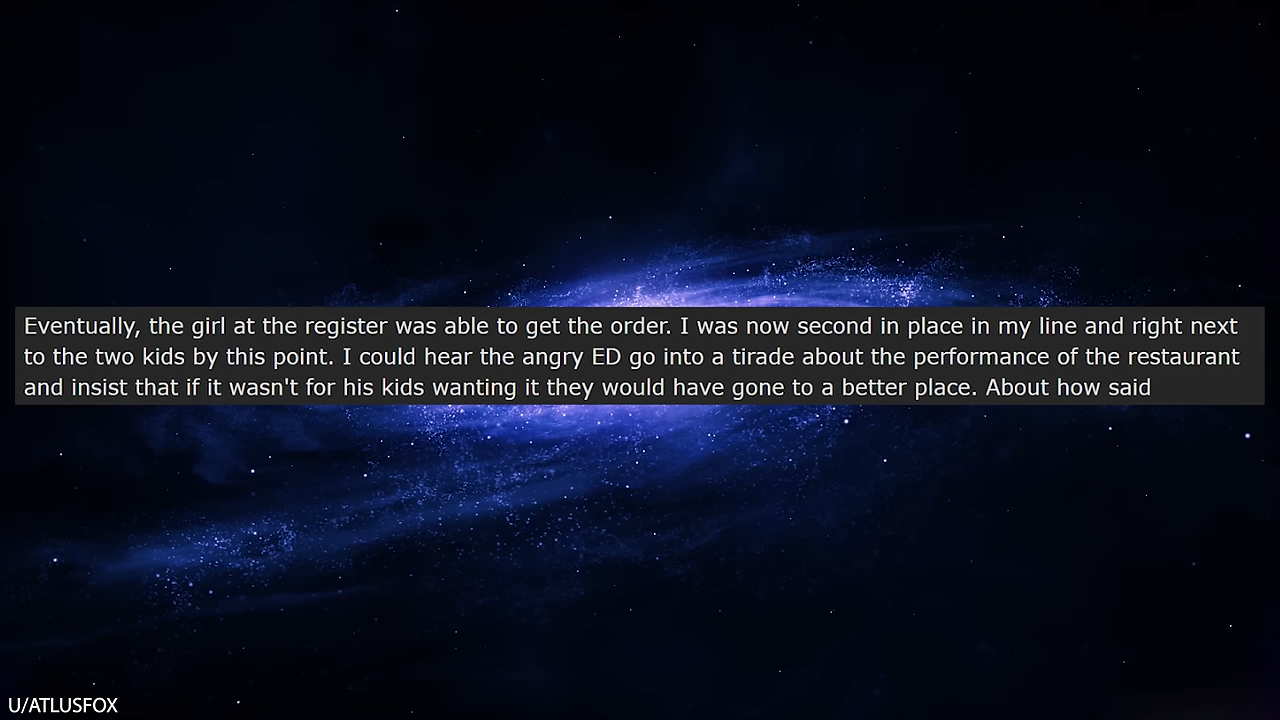 Eventually, the girl at the register was able to get the order. I was now second in place in my line and right next
to the two kids by this point. I could hear the angry ED go into a tirade about the performance of the restaurant
and insist that if it wasn't for his kids wanting it they would have gone to a better place. About how said
U/ATLUSFOX